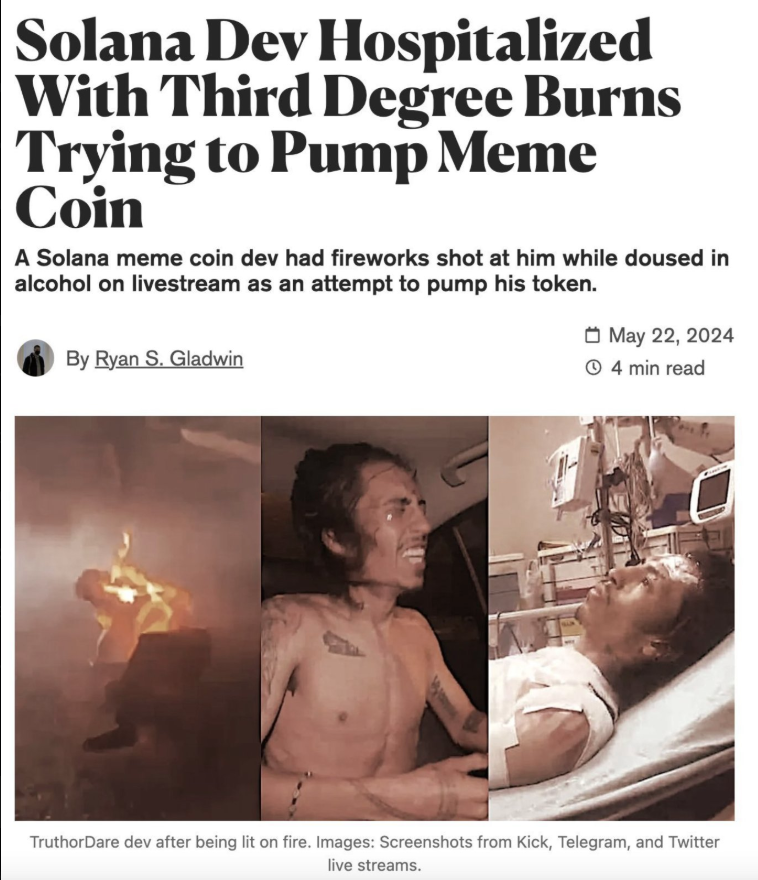 Solana Dev Hospitalized
With Third Degree Burns
Trying to Pump Meme
Coin
A Solana meme coin dev had fireworks shot at him while doused in
alcohol on livestream as an attempt to pump his token.
By Ryan S. Gladwin
May 22, 2024
4 min read
TruthorDare dev after being lit on fire. Images: Screenshots from Kick, Telegram, and Twitter
live streams.